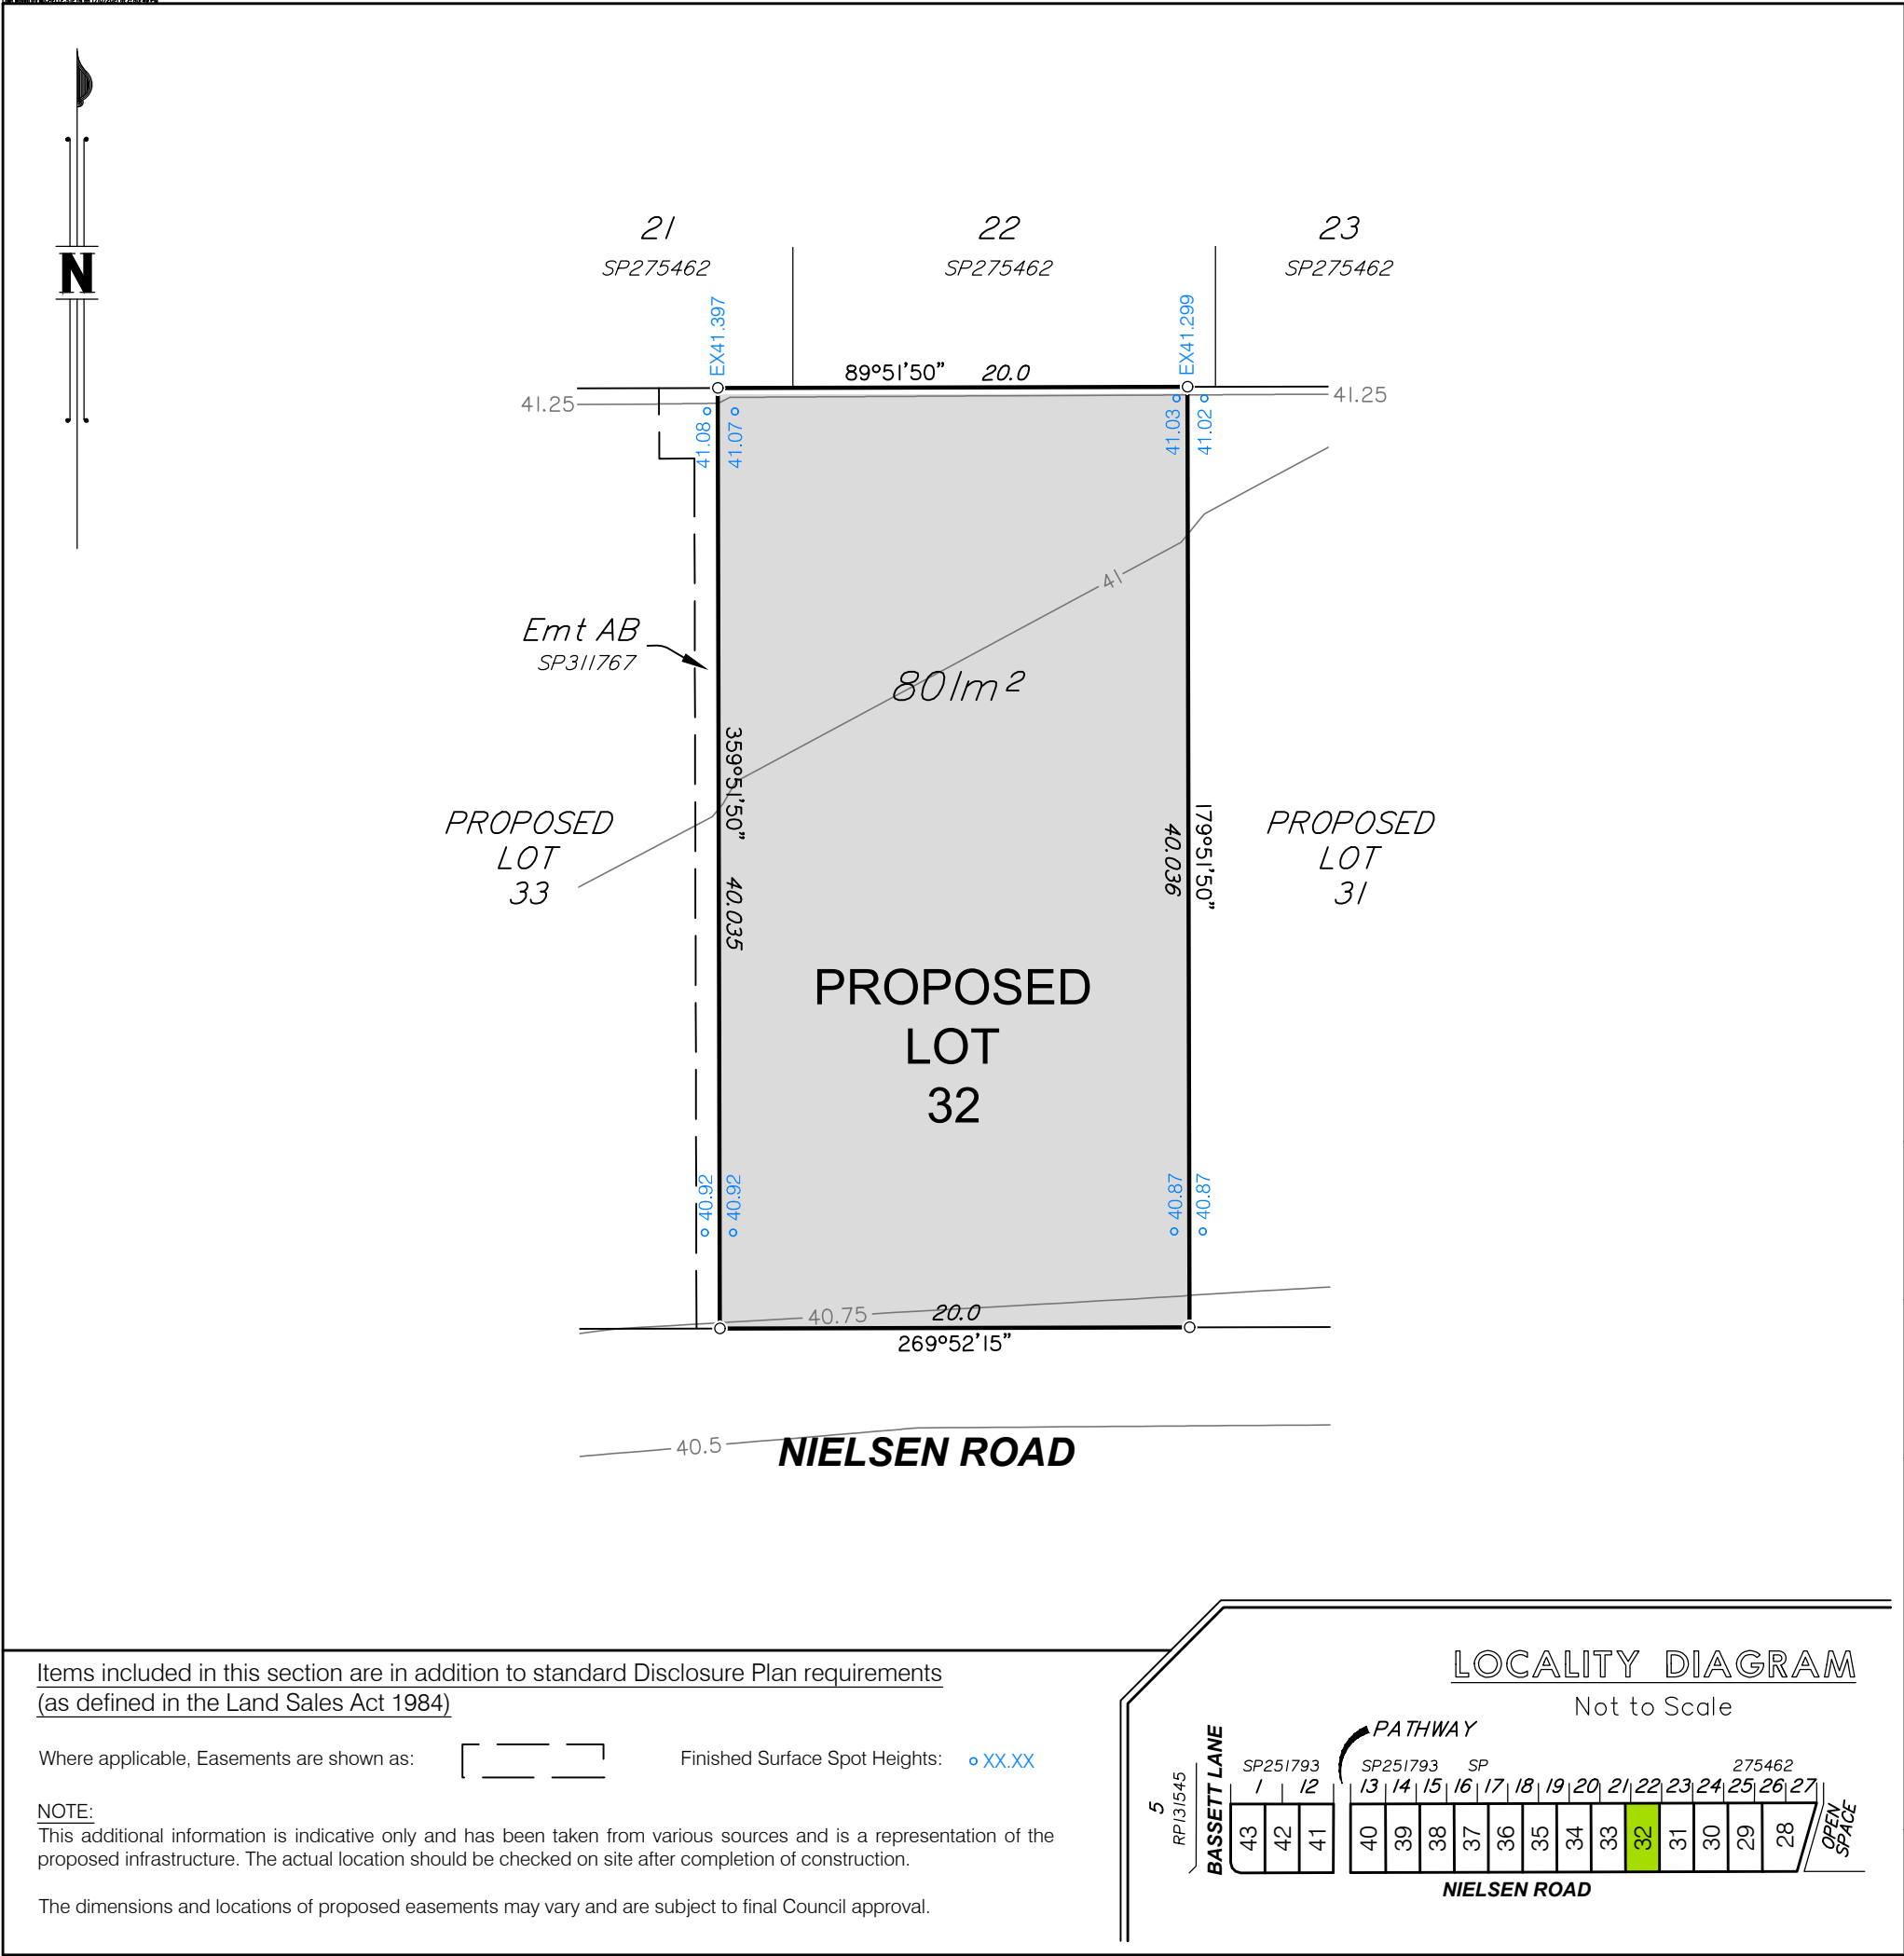 N
21
SP275462
22
SP275462
23
SP275462
EX41.397
EX41.299
89°51'50" 20.0
41.25
41.25
41.08
41.07
41.03
41.02
41
Emt AB
SP311767
801m²
359°51'50" 40.035
179°51'50"
40.036
PROPOSED
LOT
33
PROPOSED
LOT
31
PROPOSED
LOT
32
40.92
40.92
40.87
40.87
40.75
20.0
269°52'15"
40.5
NIELSEN ROAD
Items included in this section are in addition to standard Disclosure Plan requirements
(as defined in the Land Sales Act 1984)
Where applicable, Easements are shown as:
Finished Surface Spot Heights: XX.XX
NOTE:
This additional information is indicative only and has been taken from various sources and is a representation of the
proposed infrastructure. The actual location should be checked on site after completion of construction.
The dimensions and locations of proposed easements may vary and are subject to final Council approval.
LOCALITY DIAGRAM
Not to Scale
PATHWAY
5
RP131545
BASSETT LANE
SP251793 SP251793 SP 275462
1 12 13 14 15 16 17 18 19 20 21 22 23 24 25 26 27
43 42 41 40 39 38 37 36 35 34 33 32 31 30 29 28
OPEN
SPACE
NIELSEN ROAD